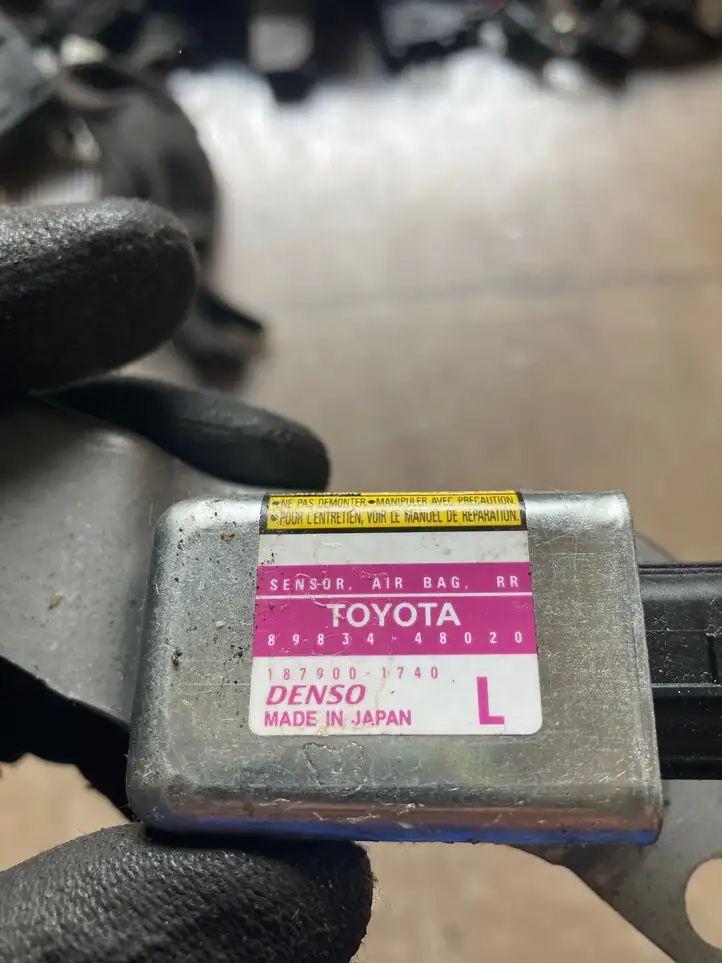 •NE PAS DEMONTER •MANIPULER AVEC PRECAUTION
•POUR L'ENTRETIEN, VOIR LE MANUEL DE REPARATION.
SENSOR, AIR BAG, RR
TOYOTA
89834-48020
187900-1740
DENSO
MADE IN JAPAN
L